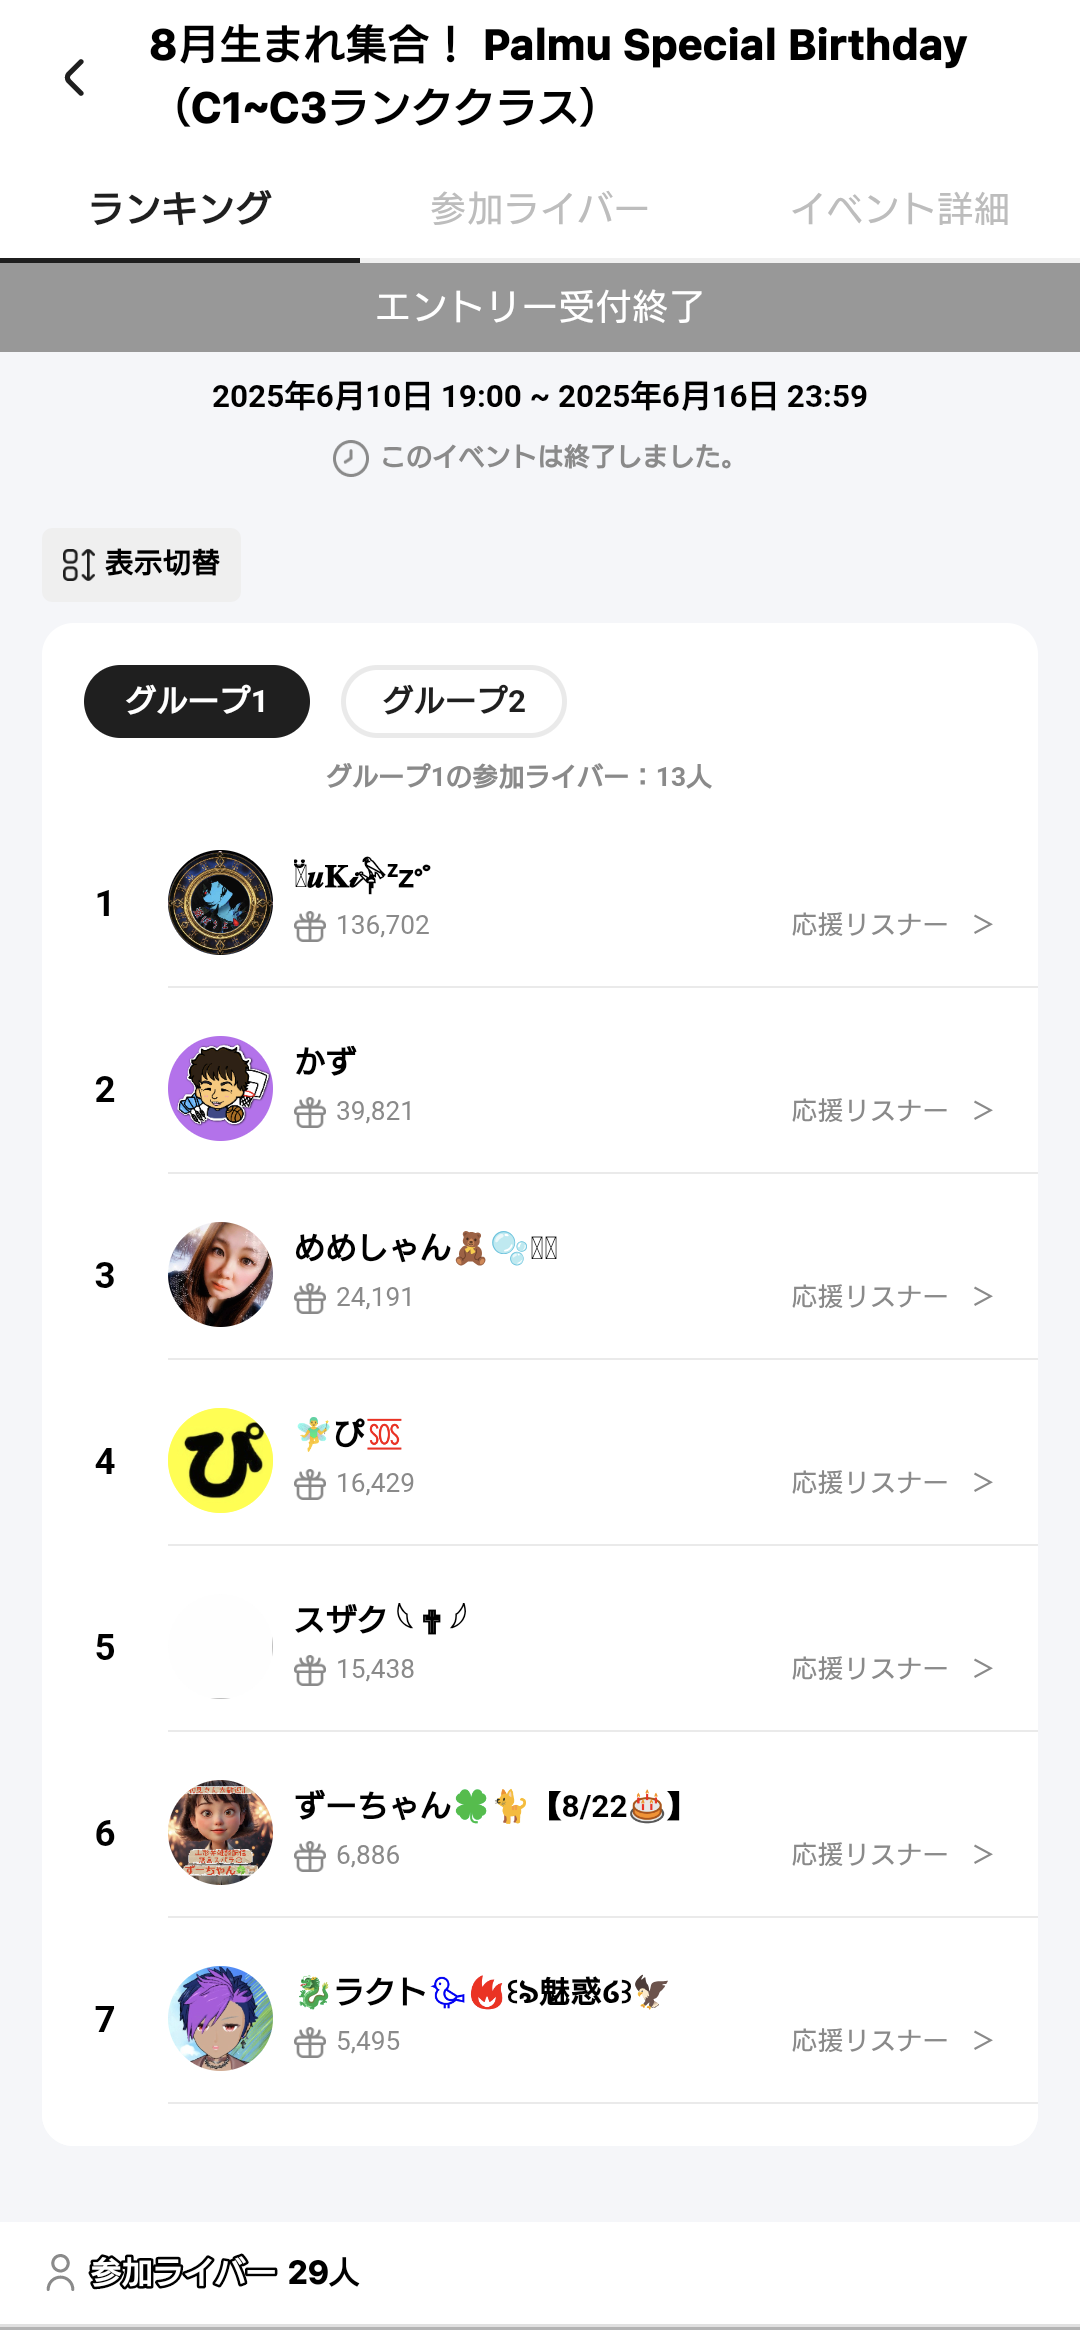 8月生まれ集合！ Palmu Special Birthday
（C1~C3ランククラス）
ランキング 参加ライバー イベント詳細
エントリー受付終了
2025年6月10日 19:00 ~ 2025年6月16日 23:59
このイベントは終了しました。
表示切替
グループ1 グループ2
グループ1の参加ライバー：13人
1
uKi𓅣ᶻz°°
136,702 応援リスナー >
2
かず
39,821 応援リスナー >
3
めめしゃん🧸🫧
24,191 応援リスナー >
ぴ
4
🧚ぴ🆘
16,429 応援リスナー >
5
スザク𓆩✟𓆪
15,438 応援リスナー >
6
ずーちゃん🍀🐈【8/22🎂】
6,886 応援リスナー >
ずーちゃん
7
🐉ラクト🐤🔥꒰ঌ魅惑໒꒱🦅
5,495 応援リスナー >
参加ライバー 29人